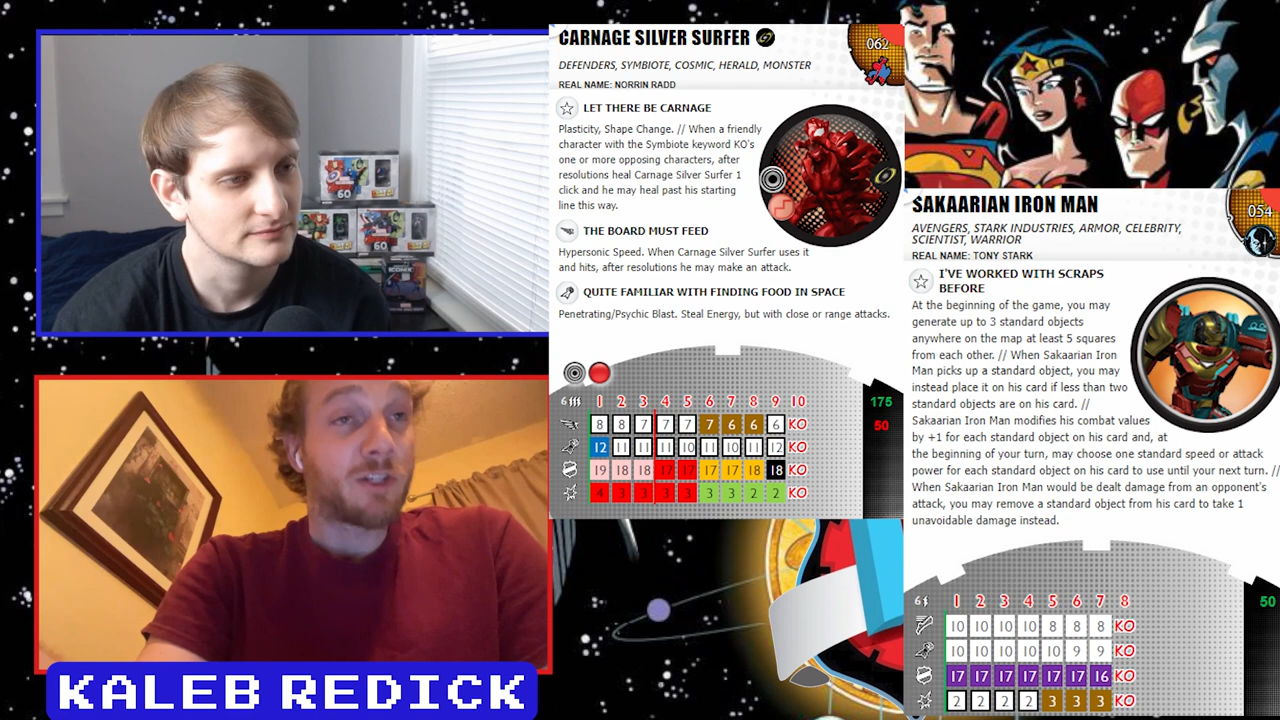 CARNAGE SILVER SURFER
062
DEFENDERS, SYMBIOTE, COSMIC, HERALD, MONSTER
REAL NAME: NORRIN RADD
LET THERE BE CARNAGE
Plasticity, Shape Change. // When a friendly
character with the Symbiote keyword KO's
one or more opposing characters, after
resolutions heal Carnage Silver Surfer 1
click and he may heal past his starting
line this way.
THE BOARD MUST FEED
Hypersonic Speed. When Carnage Silver Surfer uses it
and hits, after resolutions he may make an attack.
QUITE FAMILIAR WITH FINDING FOOD IN SPACE
Penetrating/Psychic Blast. Steal Energy, but with close or range attacks.
6 1 2 3 4 5 6 7 8 9 10
8 8 7 7 7 7 6 6 6 KO
12 11 11 11 10 11 10 11 12 KO
19 18 18 17 17 17 17 18 18 KO
4 3 3 3 3 3 3 2 2 KO
175
50
SAKAARIAN IRON MAN
054
AVENGERS, STARK INDUSTRIES, ARMOR, CELEBRITY,
SCIENTIST, WARRIOR
REAL NAME: TONY STARK
I'VE WORKED WITH SCRAPS
BEFORE
At the beginning of the game, you may
generate up to 3 standard objects
anywhere on the map at least 5 squares
from each other. // When Sakaarian Iron
Man picks up a standard object, you may
instead place it on his card if less than two
standard objects are on his card. //
Sakaarian Iron Man modifies his combat values
by +1 for each standard object on his card and, at
the beginning of your turn, may choose one standard speed or attack
power for each standard object on his card to use until your next turn. //
When Sakaarian Iron Man would be dealt damage from an opponent's
attack, you may remove a standard object from his card to take 1
unavoidable damage instead.
6 1 2 3 4 5 6 7 8
10 10 10 10 8 8 8 KO
10 10 10 10 10 9 9 KO
17 17 17 17 17 17 16 KO
2 2 2 2 3 3 3 KO
50
60
60
KALEB REDICK